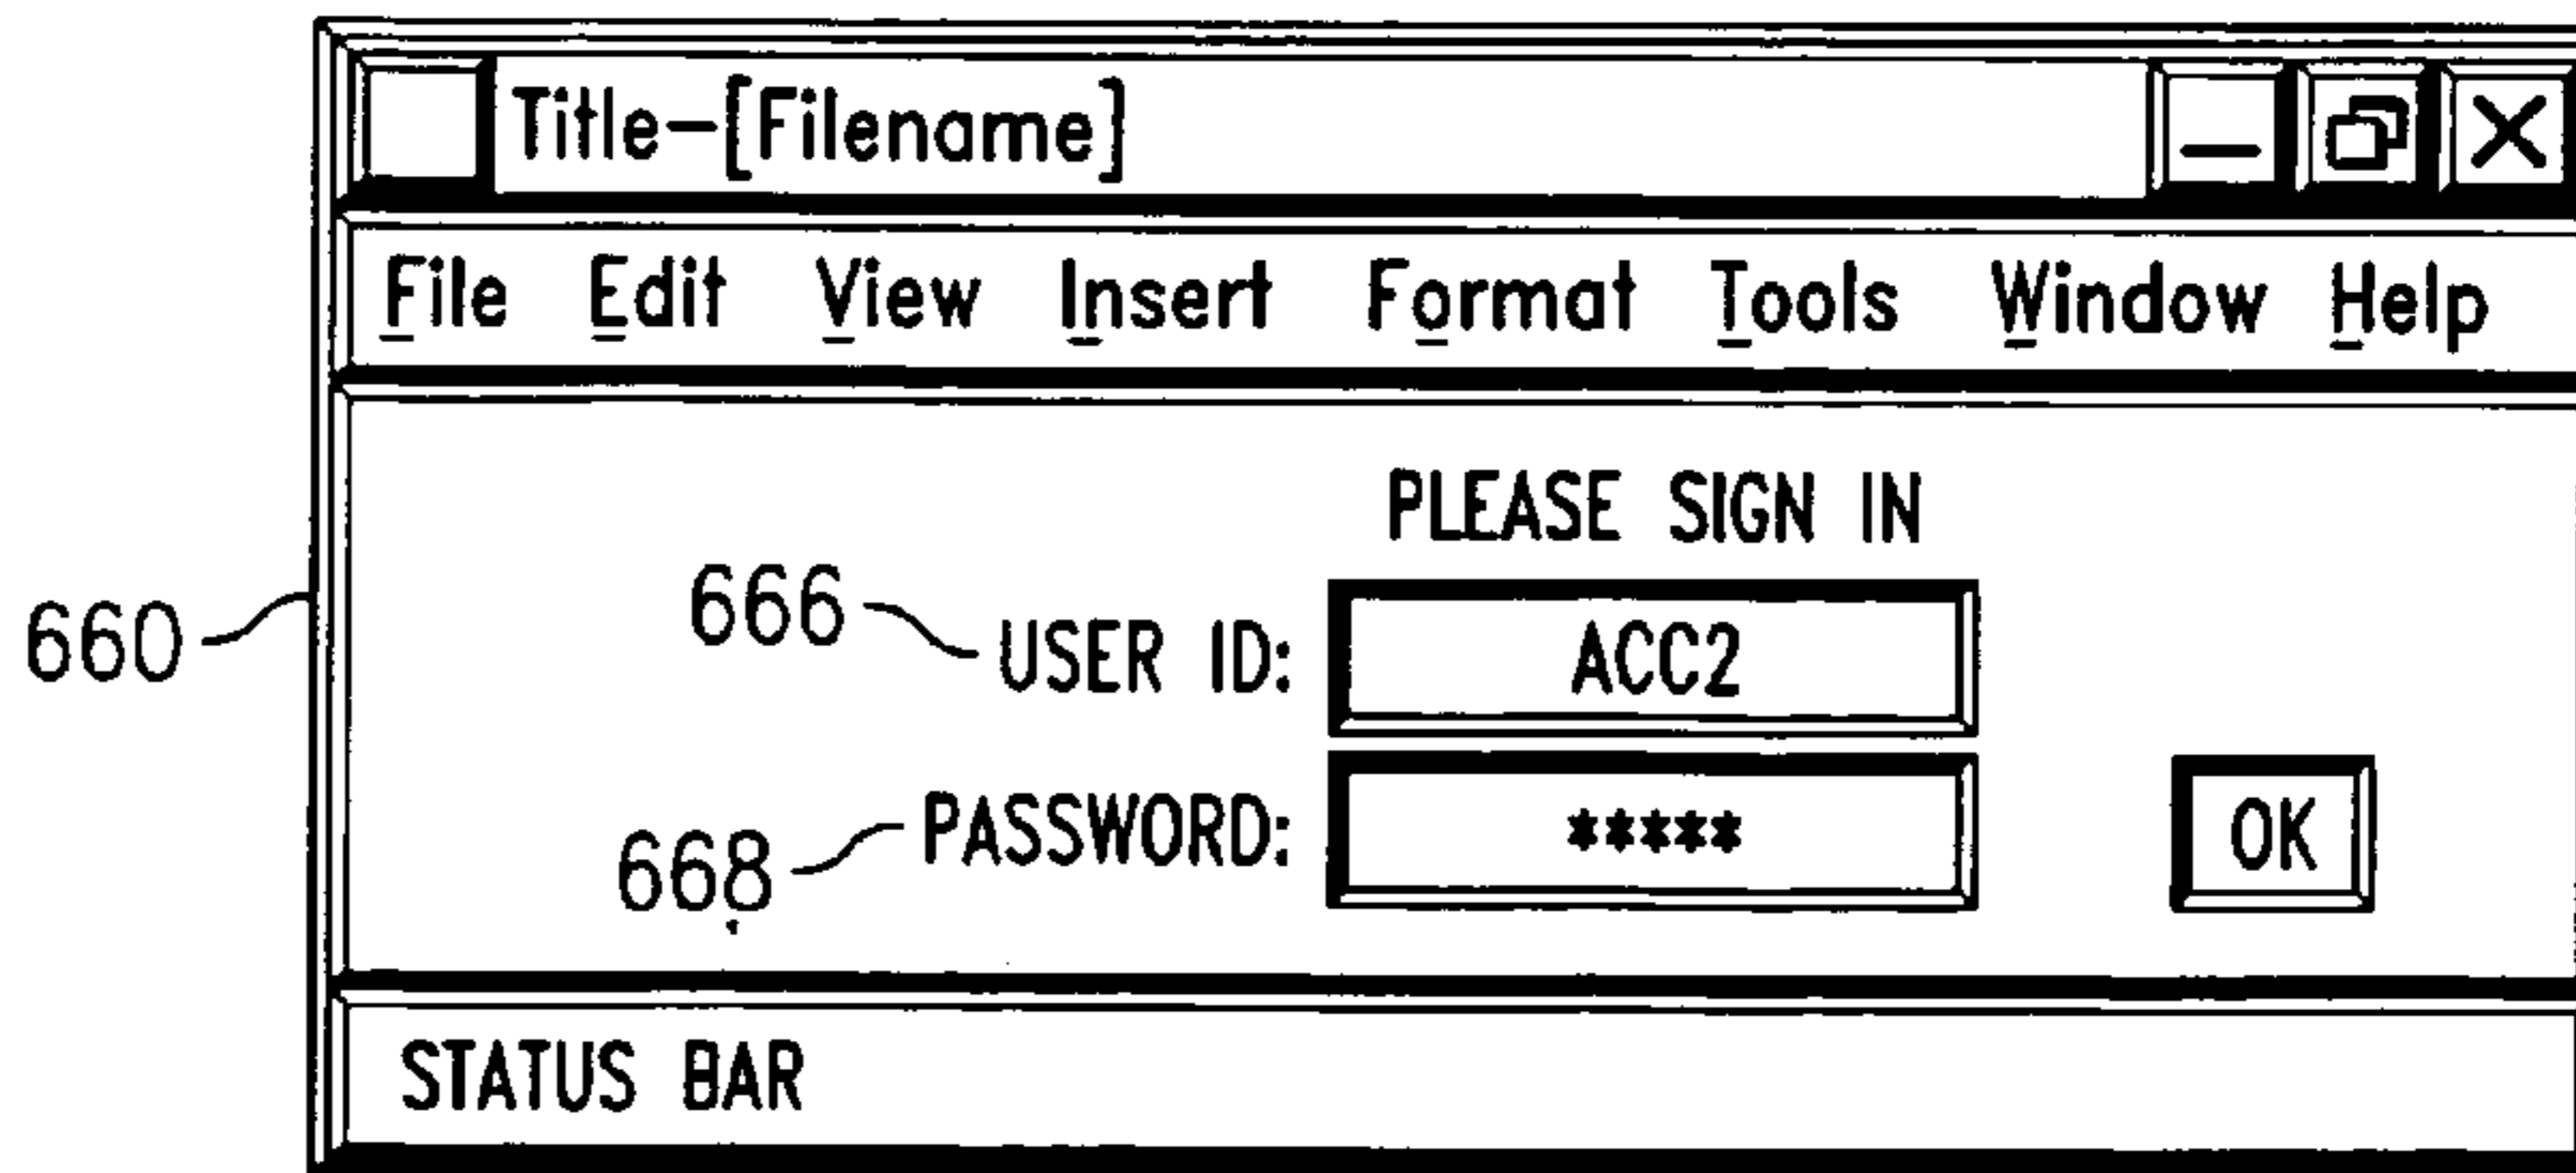 Title-[Filename]
File Edit View Insert Format Tools Window Help
PLEASE SIGN IN
660
666 USER ID: ACC2
668 PASSWORD: ***** OK
STATUS BAR